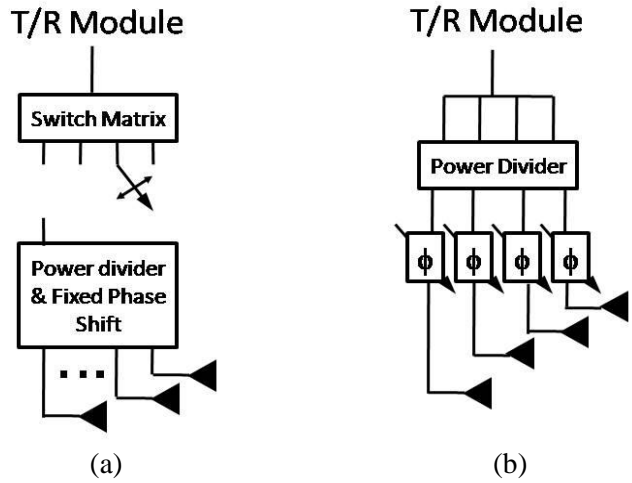 T/R Module
Switch Matrix
Power divider
& Fixed Phase
Shift
(a)
T/R Module
Power Divider
ϕ ϕ ϕ ϕ
(b)